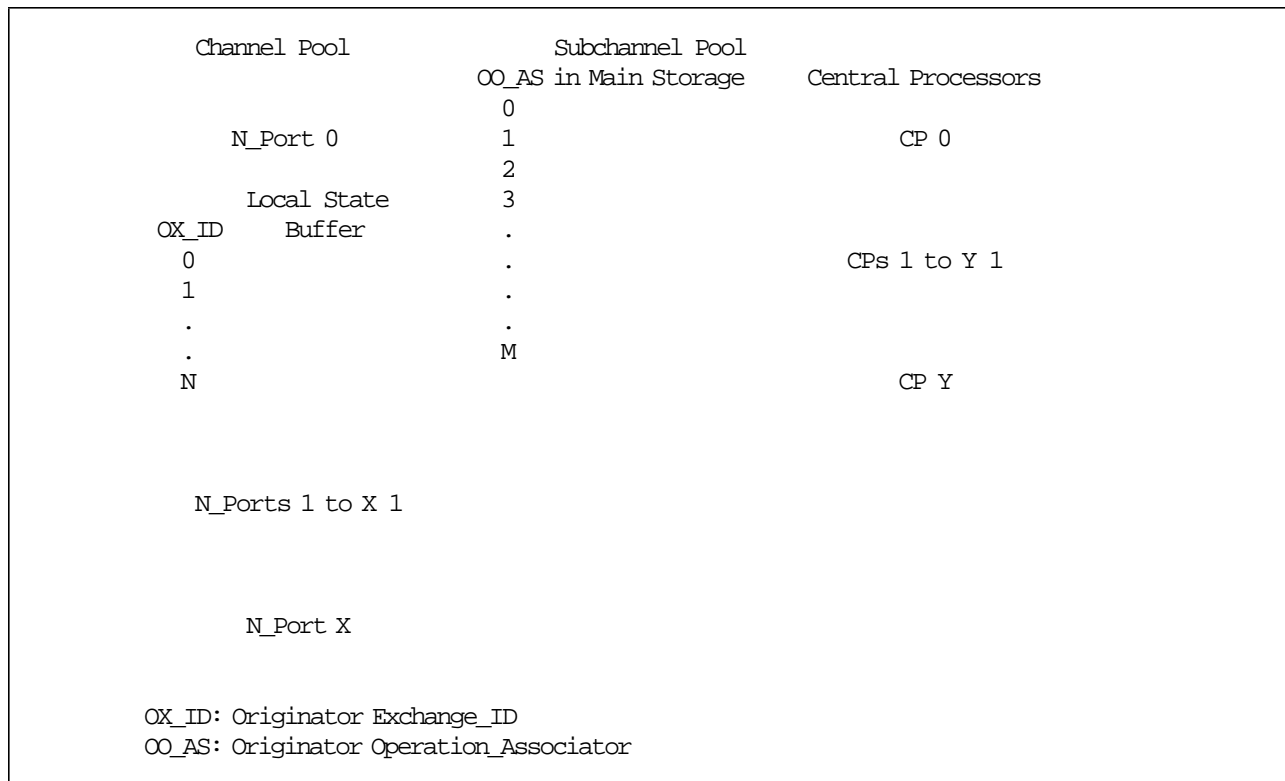 Channel Pool Subchannel Pool
OO_AS in Main Storage Central Processors
0
N_Port 0 1 CP 0
2
Local State 3
OX_ID Buffer .
0 . CPs 1 to Y 1
1 .
. .
. M
N CP Y
N_Ports 1 to X 1
N_Port X
OX_ID: Originator Exchange_ID
OO_AS: Originator Operation_Associator